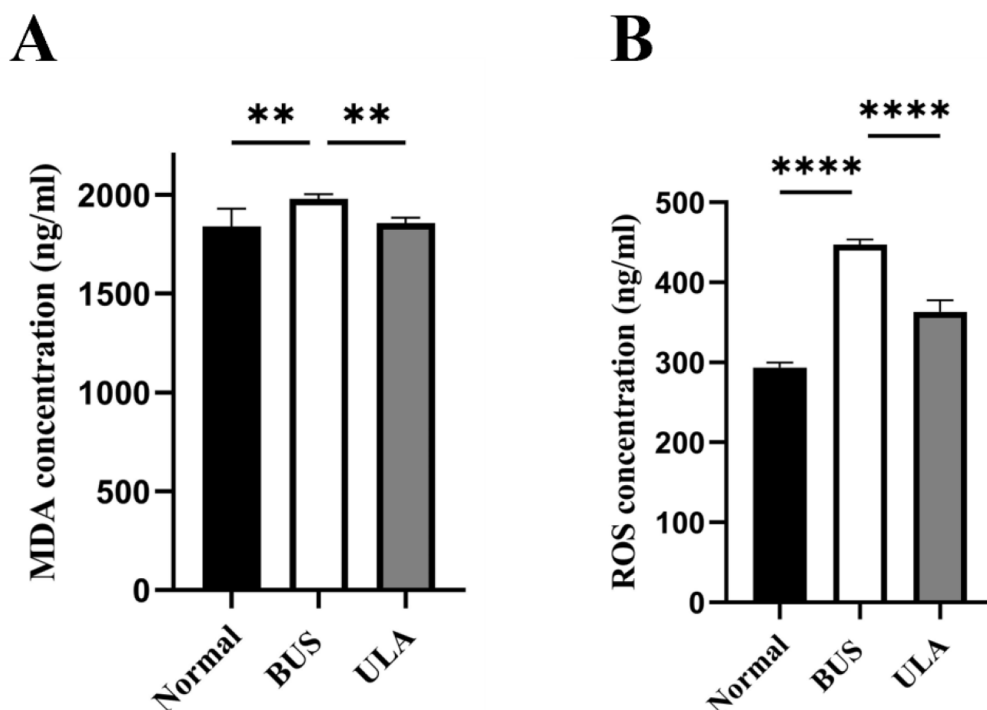 A
** **
MDA concentration (ng/ml)
2000
1500
1000
500
0
Normal BUS ULA
B
****
****
ROS concentration (ng/ml)
500
400
300
200
100
0
Normal BUS ULA